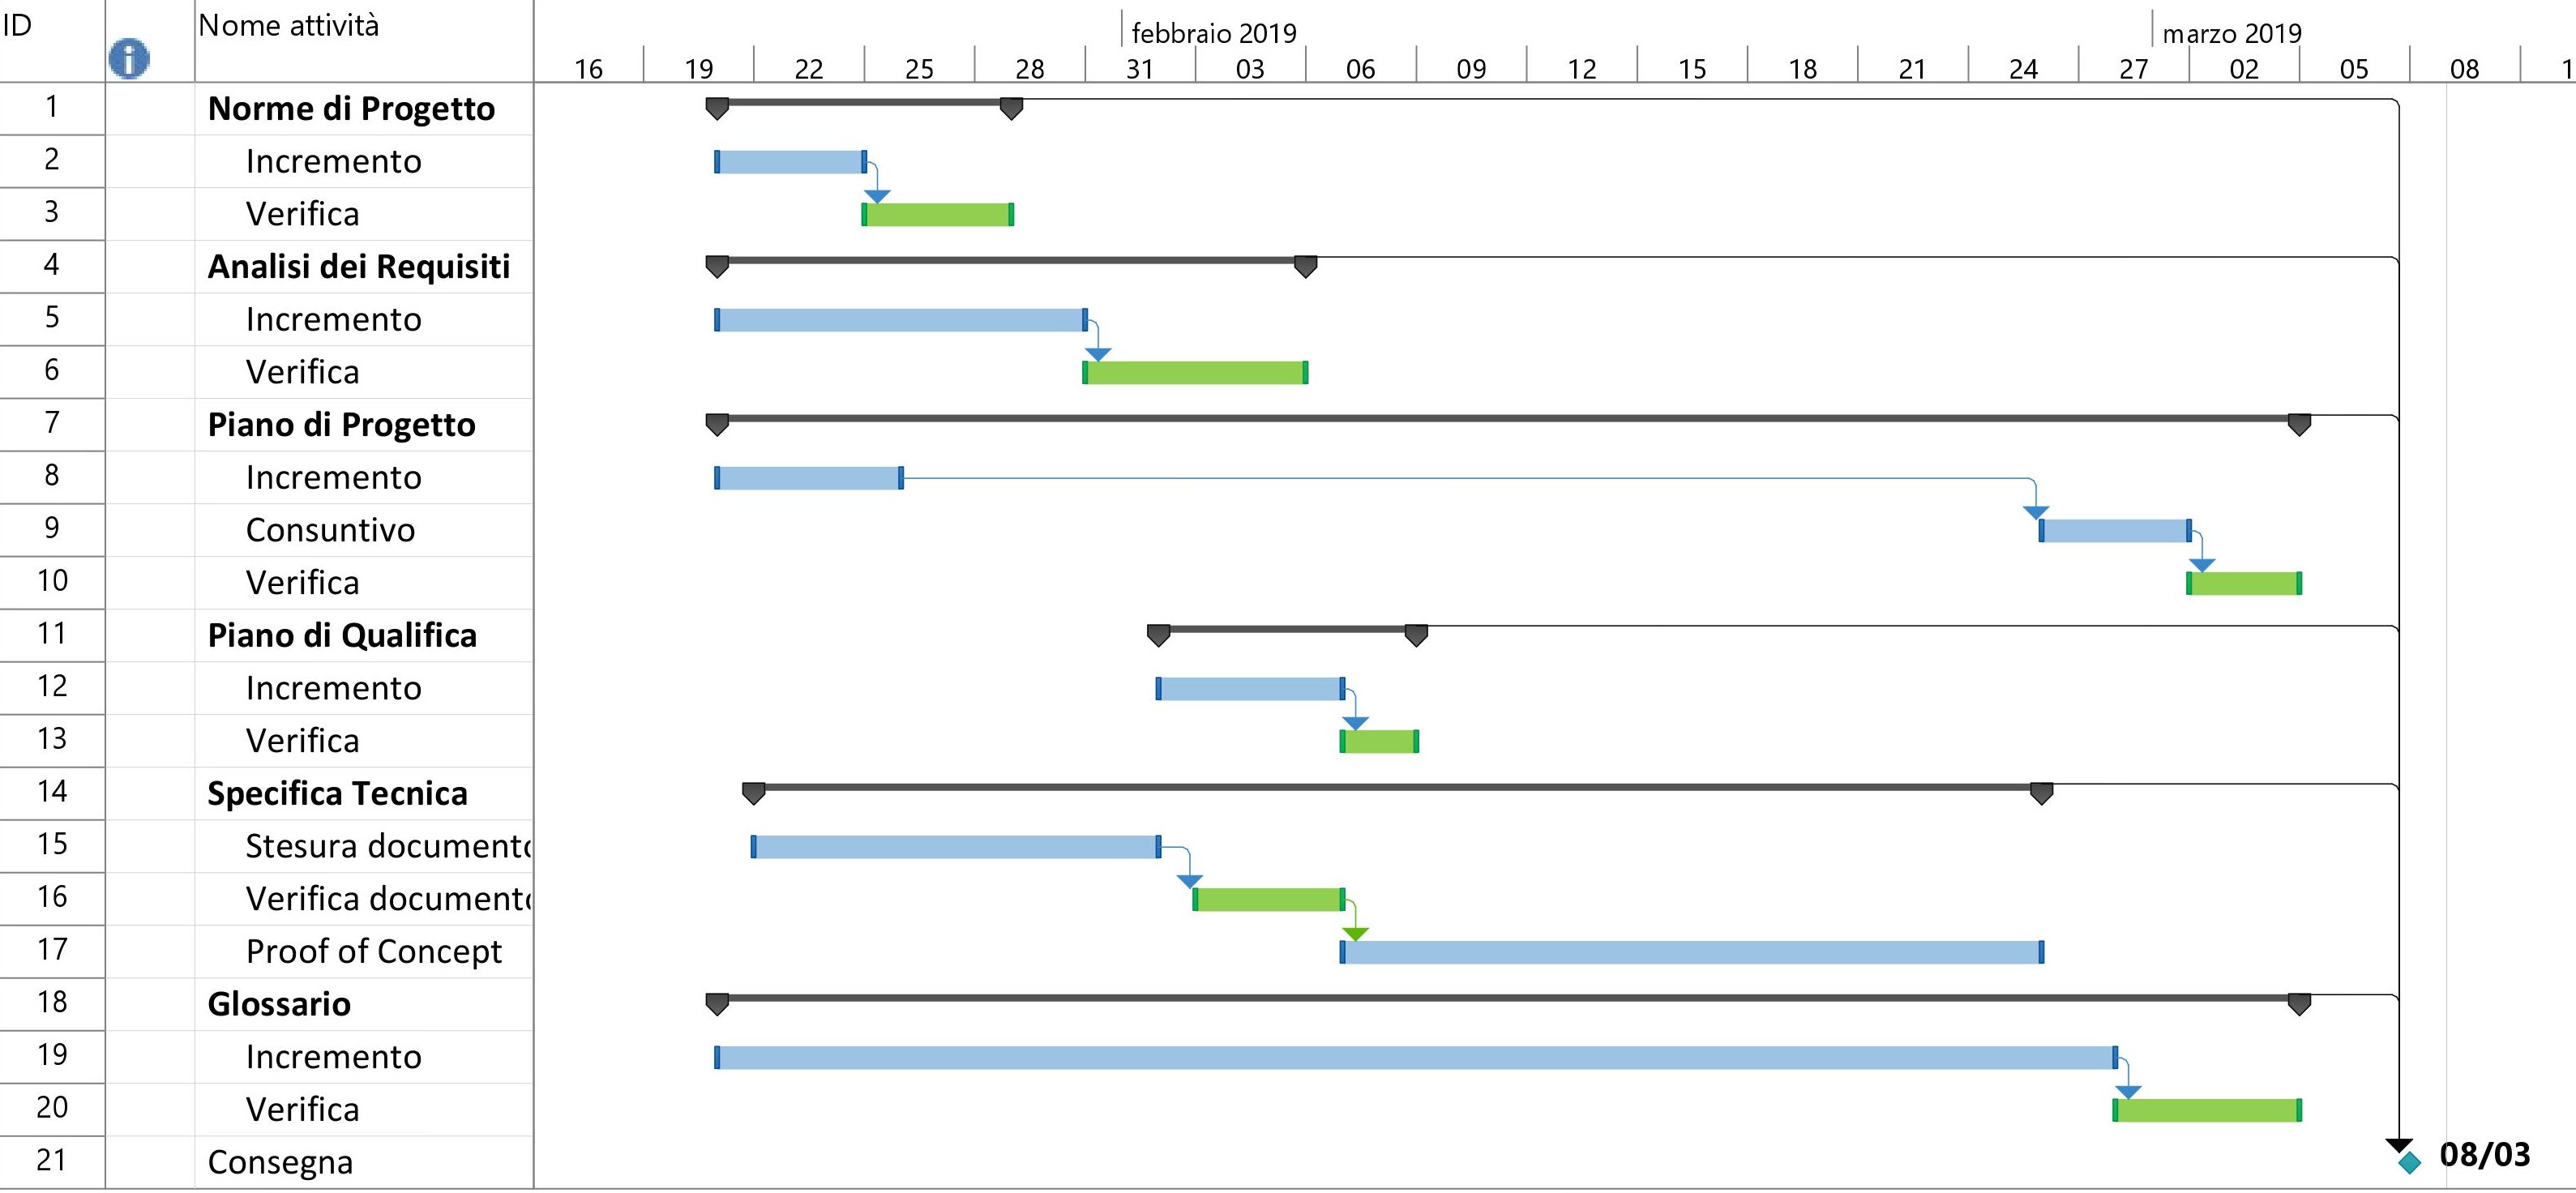 ID
Nome attività
febbraio 2019
marzo 2019
16 19 22 25 28 31 03 06 09 12 15 18 21 24 27 02 05 08 1
1 Norme di Progetto
2 Incremento
3 Verifica
4 Analisi dei Requisiti
5 Incremento
6 Verifica
7 Piano di Progetto
8 Incremento
9 Consuntivo
10 Verifica
11 Piano di Qualifica
12 Incremento
13 Verifica
14 Specifica Tecnica
15 Stesura documento
16 Verifica documento
17 Proof of Concept
18 Glossario
19 Incremento
20 Verifica
21 Consegna
08/03